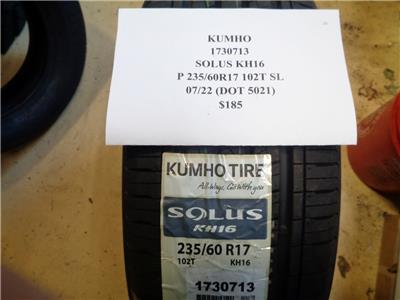 KUMHO
1730713
SOLUS KH16
P 235/60R17 102T SL
07/22 (DOT 5021)
$185
KUMHO TIRE
All Ways, Go With you
SOLUS
KH16
235/60 R17
102T KH16
1730713